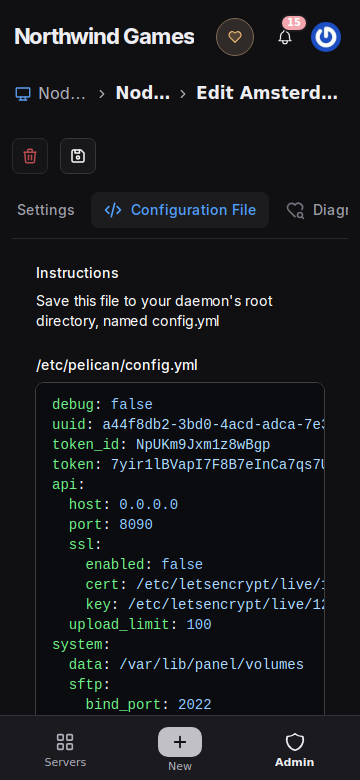 Northwind Games
15
Nod... > Nod... > Edit Amsterd...
Settings
Configuration File
Diagr
Instructions
Save this file to your daemon's root
directory, named config.yml
/etc/pelican/config.yml
debug: false
uuid: a44f8db2-3bd0-4acd-adca-7e3
token_id: NpUKm9Jxm1z8wBgp
token: 7yir1lBVapI7F8B7eInCa7qs7U
api:
host: 0.0.0.0
port: 8090
ssl:
enabled: false
cert: /etc/letsencrypt/live/1
key: /etc/letsencrypt/live/12
upload_limit: 100
system:
data: /var/lib/panel/volumes
sftp:
bind_port: 2022
Servers
New
Admin